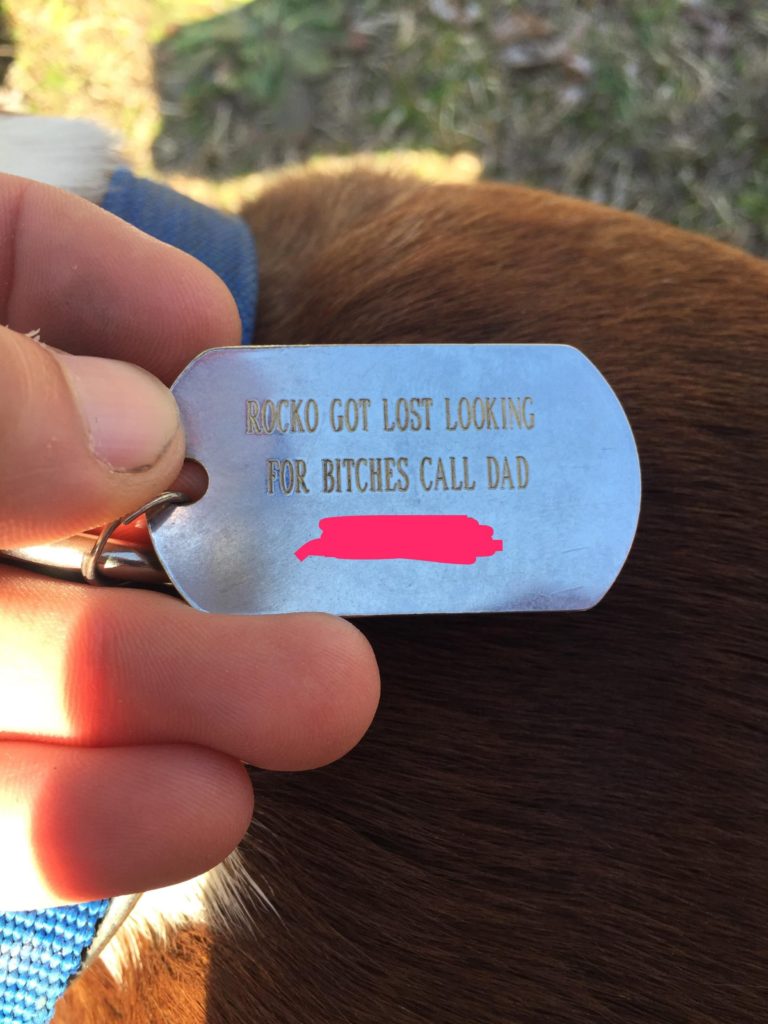 ROCKO GOT LOST LOOKING
FOR BITCHES CALL DAD